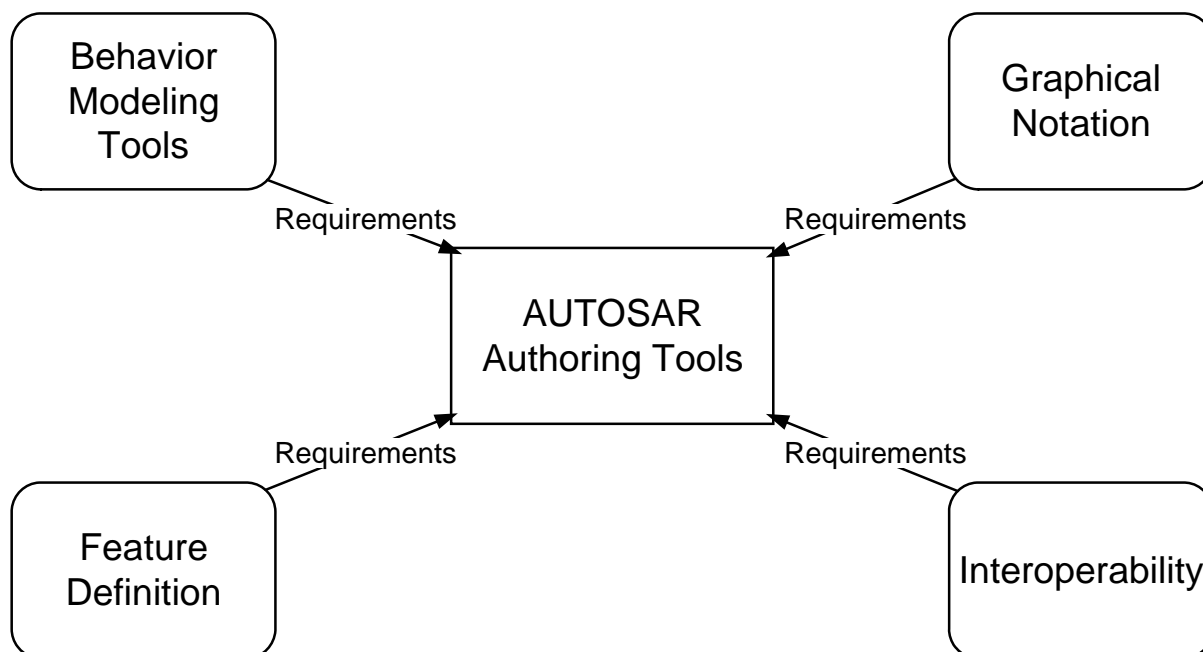 Behavior
Modeling
Tools
Graphical
Notation
Requirements
Requirements
AUTOSAR
Authoring Tools
Requirements
Requirements
Feature
Definition
Interoperability